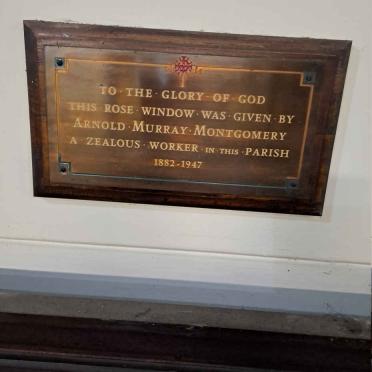 TO · THE · GLORY · OF · GOD
THIS · ROSE · WINDOW · WAS · GIVEN · BY
ARNOLD · MURRAY · MONTGOMERY
A · ZEALOUS · WORKER · IN · THIS · PARISH
1882-1947